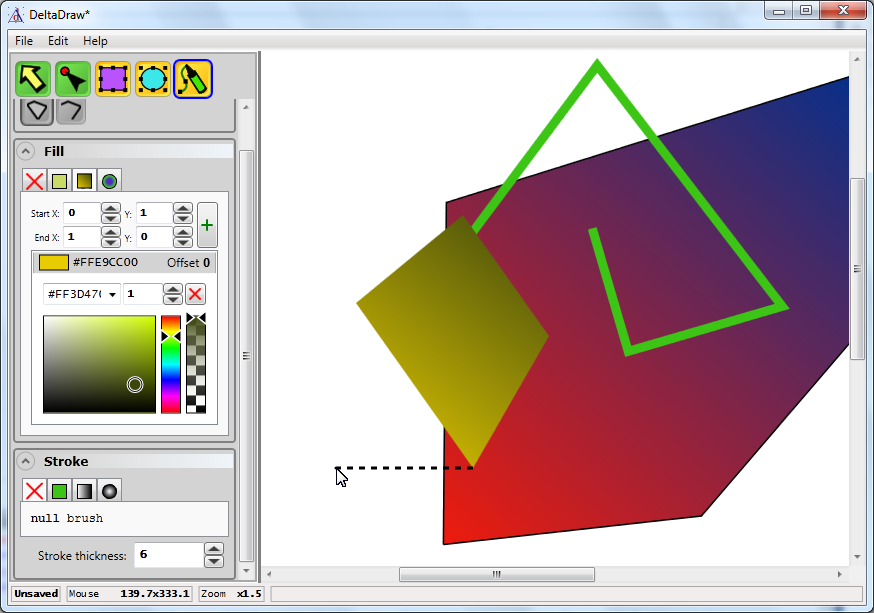 DeltaDraw*
File Edit Help
Fill
Start X: 0 Y: 1
End X: 1 Y: 0
+
#FFE9CC00 Offset 0
#FF3D47( 1
Stroke
null brush
Stroke thickness: 6
Unsaved Mouse 139.7x333.1 Zoom x1.5